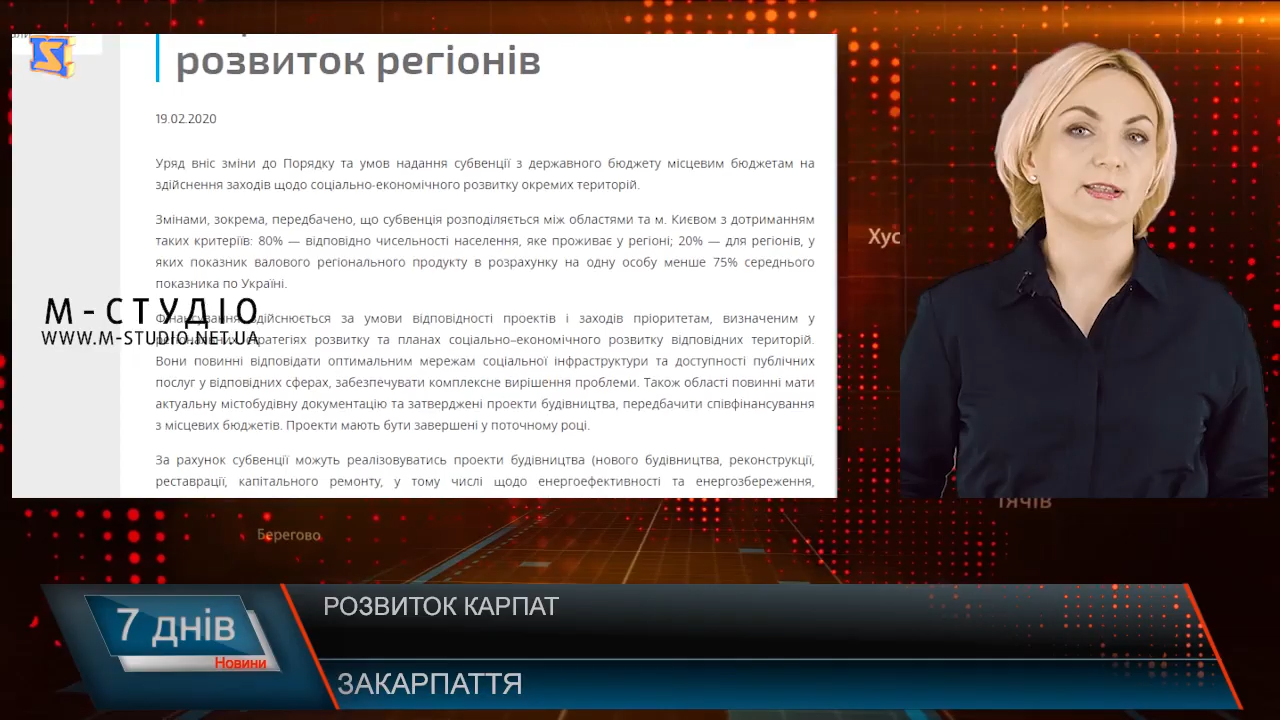 розвиток регіонів
19.02.2020
Уряд вніс зміни до Порядку та умов надання субвенції з державного бюджету місцевим бюджетам на
здійснення заходів щодо соціально-економічного розвитку окремих територій.
Змінами, зокрема, передбачено, що субвенція розподіляється між областями та м. Києвом з дотриманням
таких критеріїв: 80% — відповідно чисельності населення, яке проживає у регіоні; 20% — для регіонів, у
яких показник валового регіонального продукту в розрахунку на одну особу менше 75% середнього
показника по Україні.
М-СТУДІО
WWW.M-STUDIO.NET.UA
Фінансування здійснюється за умови відповідності проектів і заходів пріоритетам, визначеним у
регіональних стратегіях розвитку та планах соціально–економічного розвитку відповідних територій.
Вони повинні відповідати оптимальним мережам соціальної інфраструктури та доступності публічних
послуг у відповідних сферах, забезпечувати комплексне вирішення проблеми. Також області повинні мати
актуальну містобудівну документацію та затверджені проекти будівництва, передбачити співфінансування
з місцевих бюджетів. Проекти мають бути завершені у поточному році.
За рахунок субвенції можуть реалізовуватись проекти будівництва (нового будівництва, реконструкції,
реставрації, капітального ремонту, у тому числі щодо енергоефективності та енергозбереження,
Хус
Тячів
Берегово
7 днів
Новини
РОЗВИТОК КАРПАТ
ЗАКАРПАТТЯ